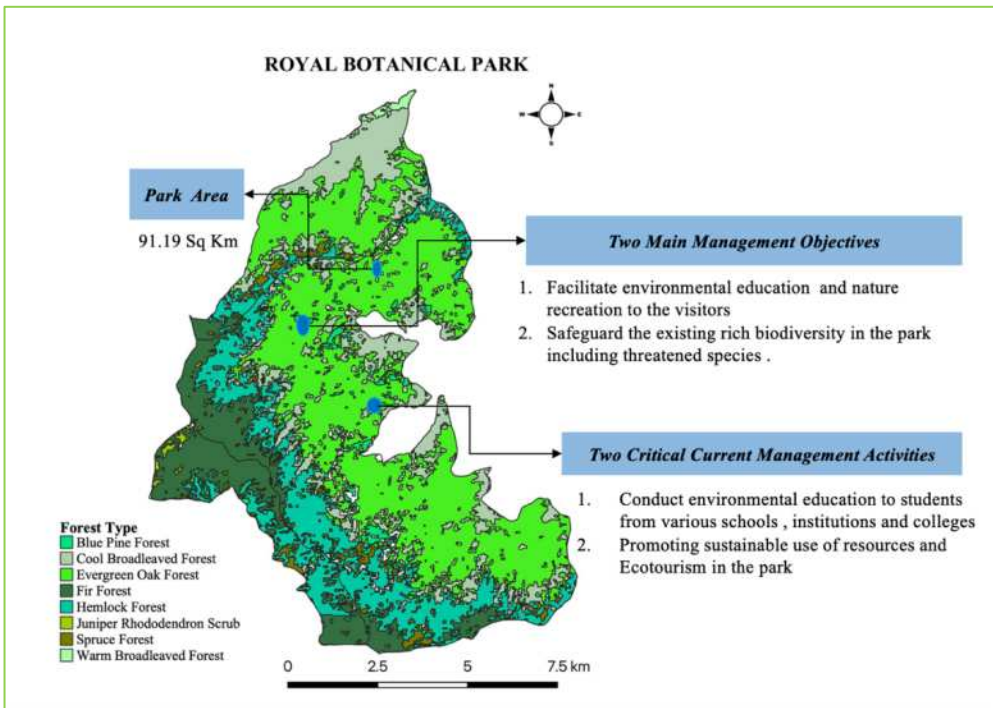 ROYAL BOTANICAL PARK
N
W E
S
Park Area
91.19 Sq Km
Two Main Management Objectives
1. Facilitate environmental education and nature
recreation to the visitors
2. Safeguard the existing rich biodiversity in the park
including threatened species .
Two Critical Current Management Activities
1. Conduct environmental education to students
from various schools , institutions and colleges
2. Promoting sustainable use of resources and
Ecotourism in the park
Forest Type
Blue Pine Forest
Cool Broadleaved Forest
Evergreen Oak Forest
Fir Forest
Hemlock Forest
Juniper Rhododendron Scrub
Spruce Forest
Warm Broadleaved Forest
0 2.5 5 7.5 km